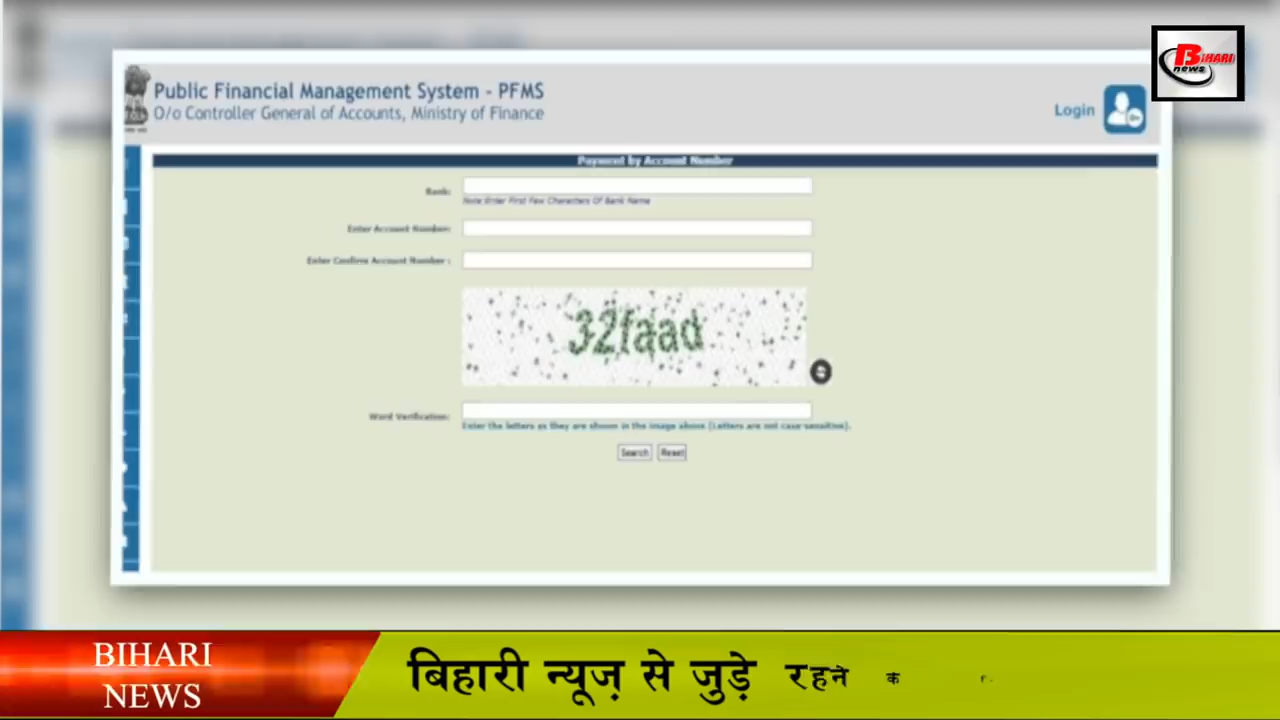 Public Financial Management System - PFMS
O/o Controller General of Accounts, Ministry of Finance
Login
BIHARI
news
Payment by Account Number
Bank:
Note:Enter First Few Characters Of Bank Name
Enter Account Number:
Enter Confirm Account Number :
32faad
Word Verification:
Enter the letters as they are shown in the image above (Letters are not case-sensitive).
Search Reset
BIHARI
NEWS
बिहारी न्यूज़ से जुड़े रहने क